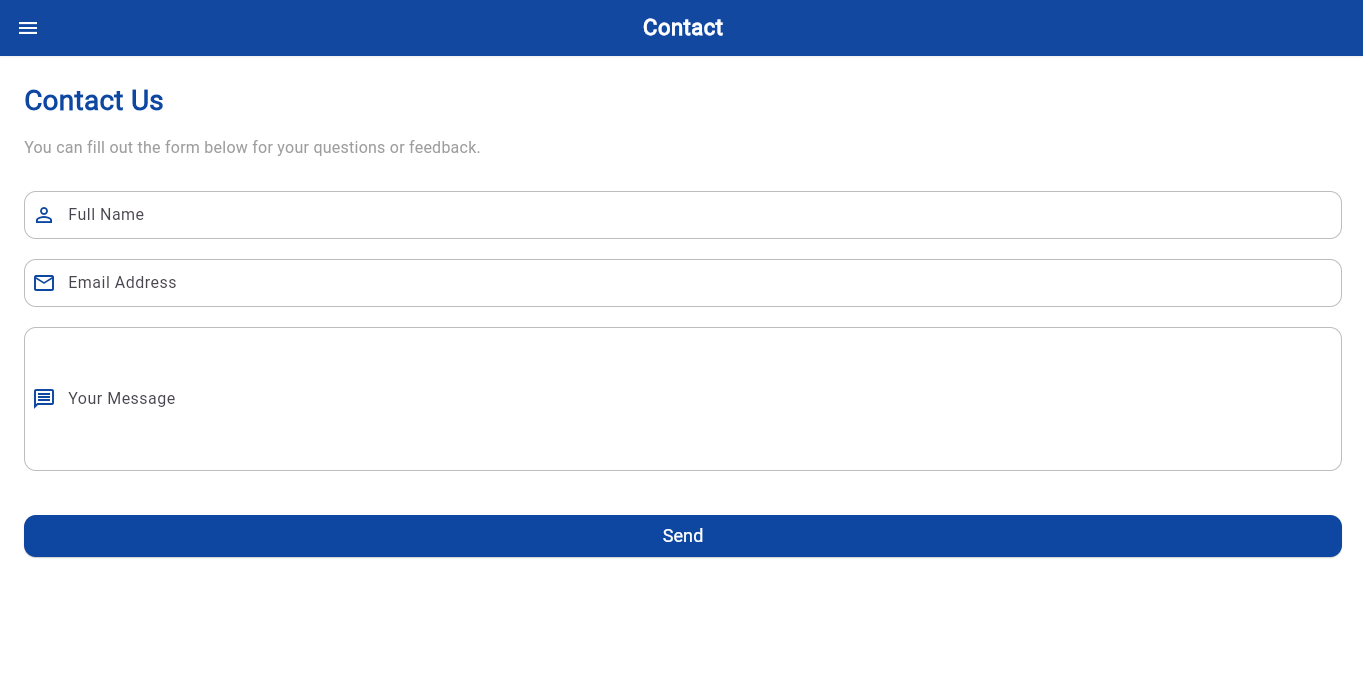 Contact
Contact Us
You can fill out the form below for your questions or feedback.
Full Name
Email Address
Your Message
Send